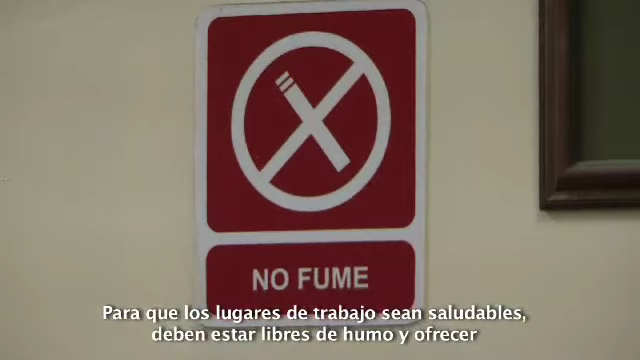 NO FUME
Para que los lugares de trabajo sean saludables,
deben estar libres de humo y ofrecer